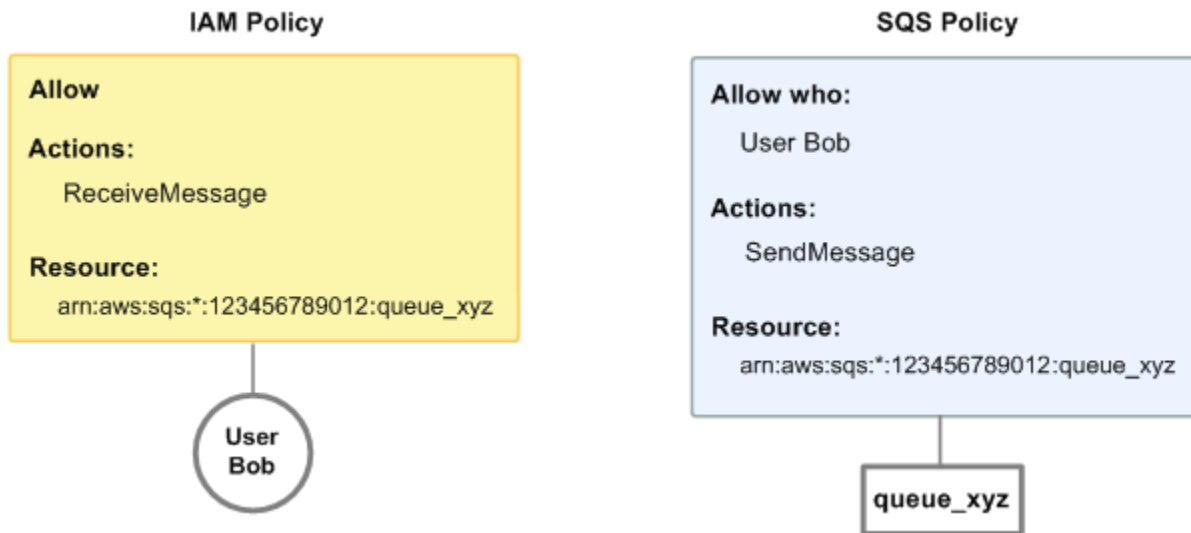 IAM Policy
Allow
Actions:
ReceiveMessage
Resource:
arn:aws:sqs:*:123456789012:queue_xyz
User
Bob
SQS Policy
Allow who:
User Bob
Actions:
SendMessage
Resource:
arn:aws:sqs:*:123456789012:queue_xyz
queue_xyz